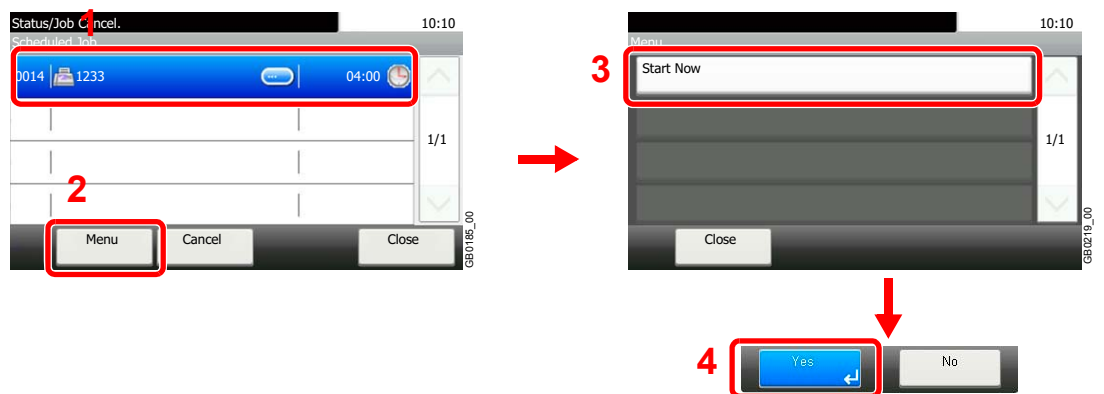 1
Status/Job Cancel.
10:10
Scheduled Job
0014 1233 04:00
1/1
2
Menu
Cancel
Close
GB0185_00
10:10
Menu
3
Start Now
1/1
Close
GB0219_00
4
Yes
No